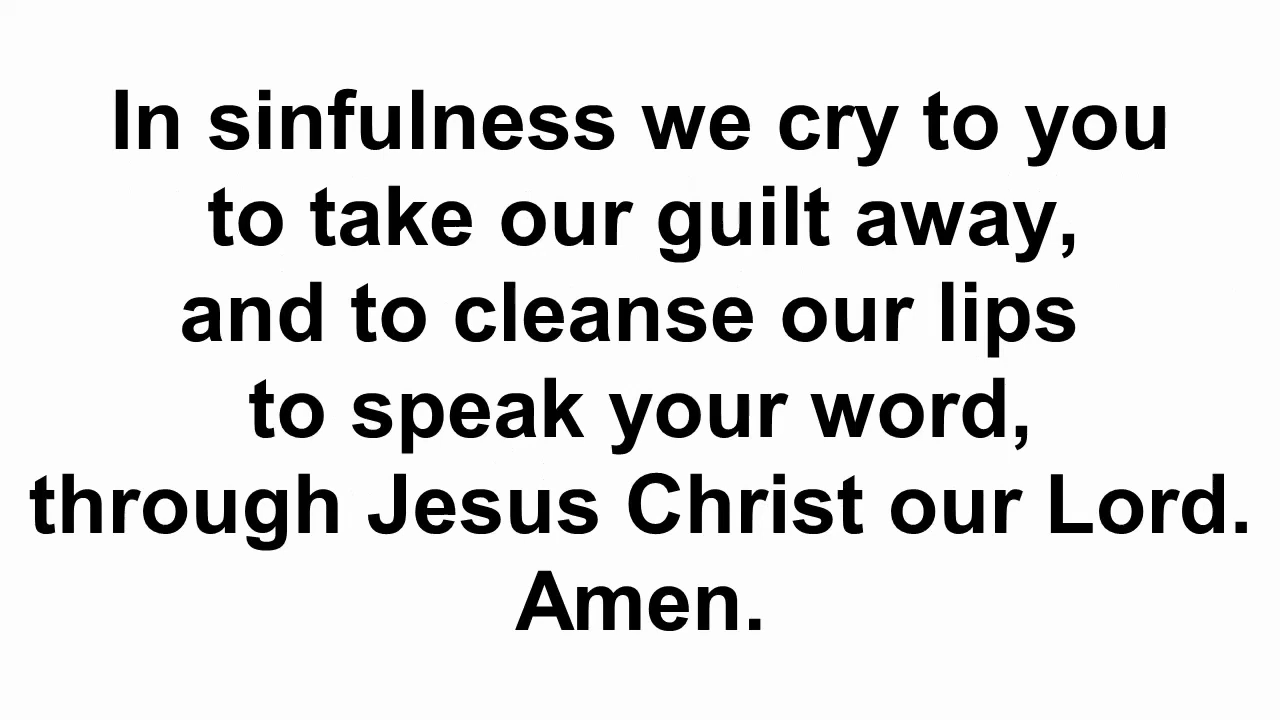 In sinfulness we cry to you
to take our guilt away,
and to cleanse our lips
to speak your word,
through Jesus Christ our Lord.
Amen.